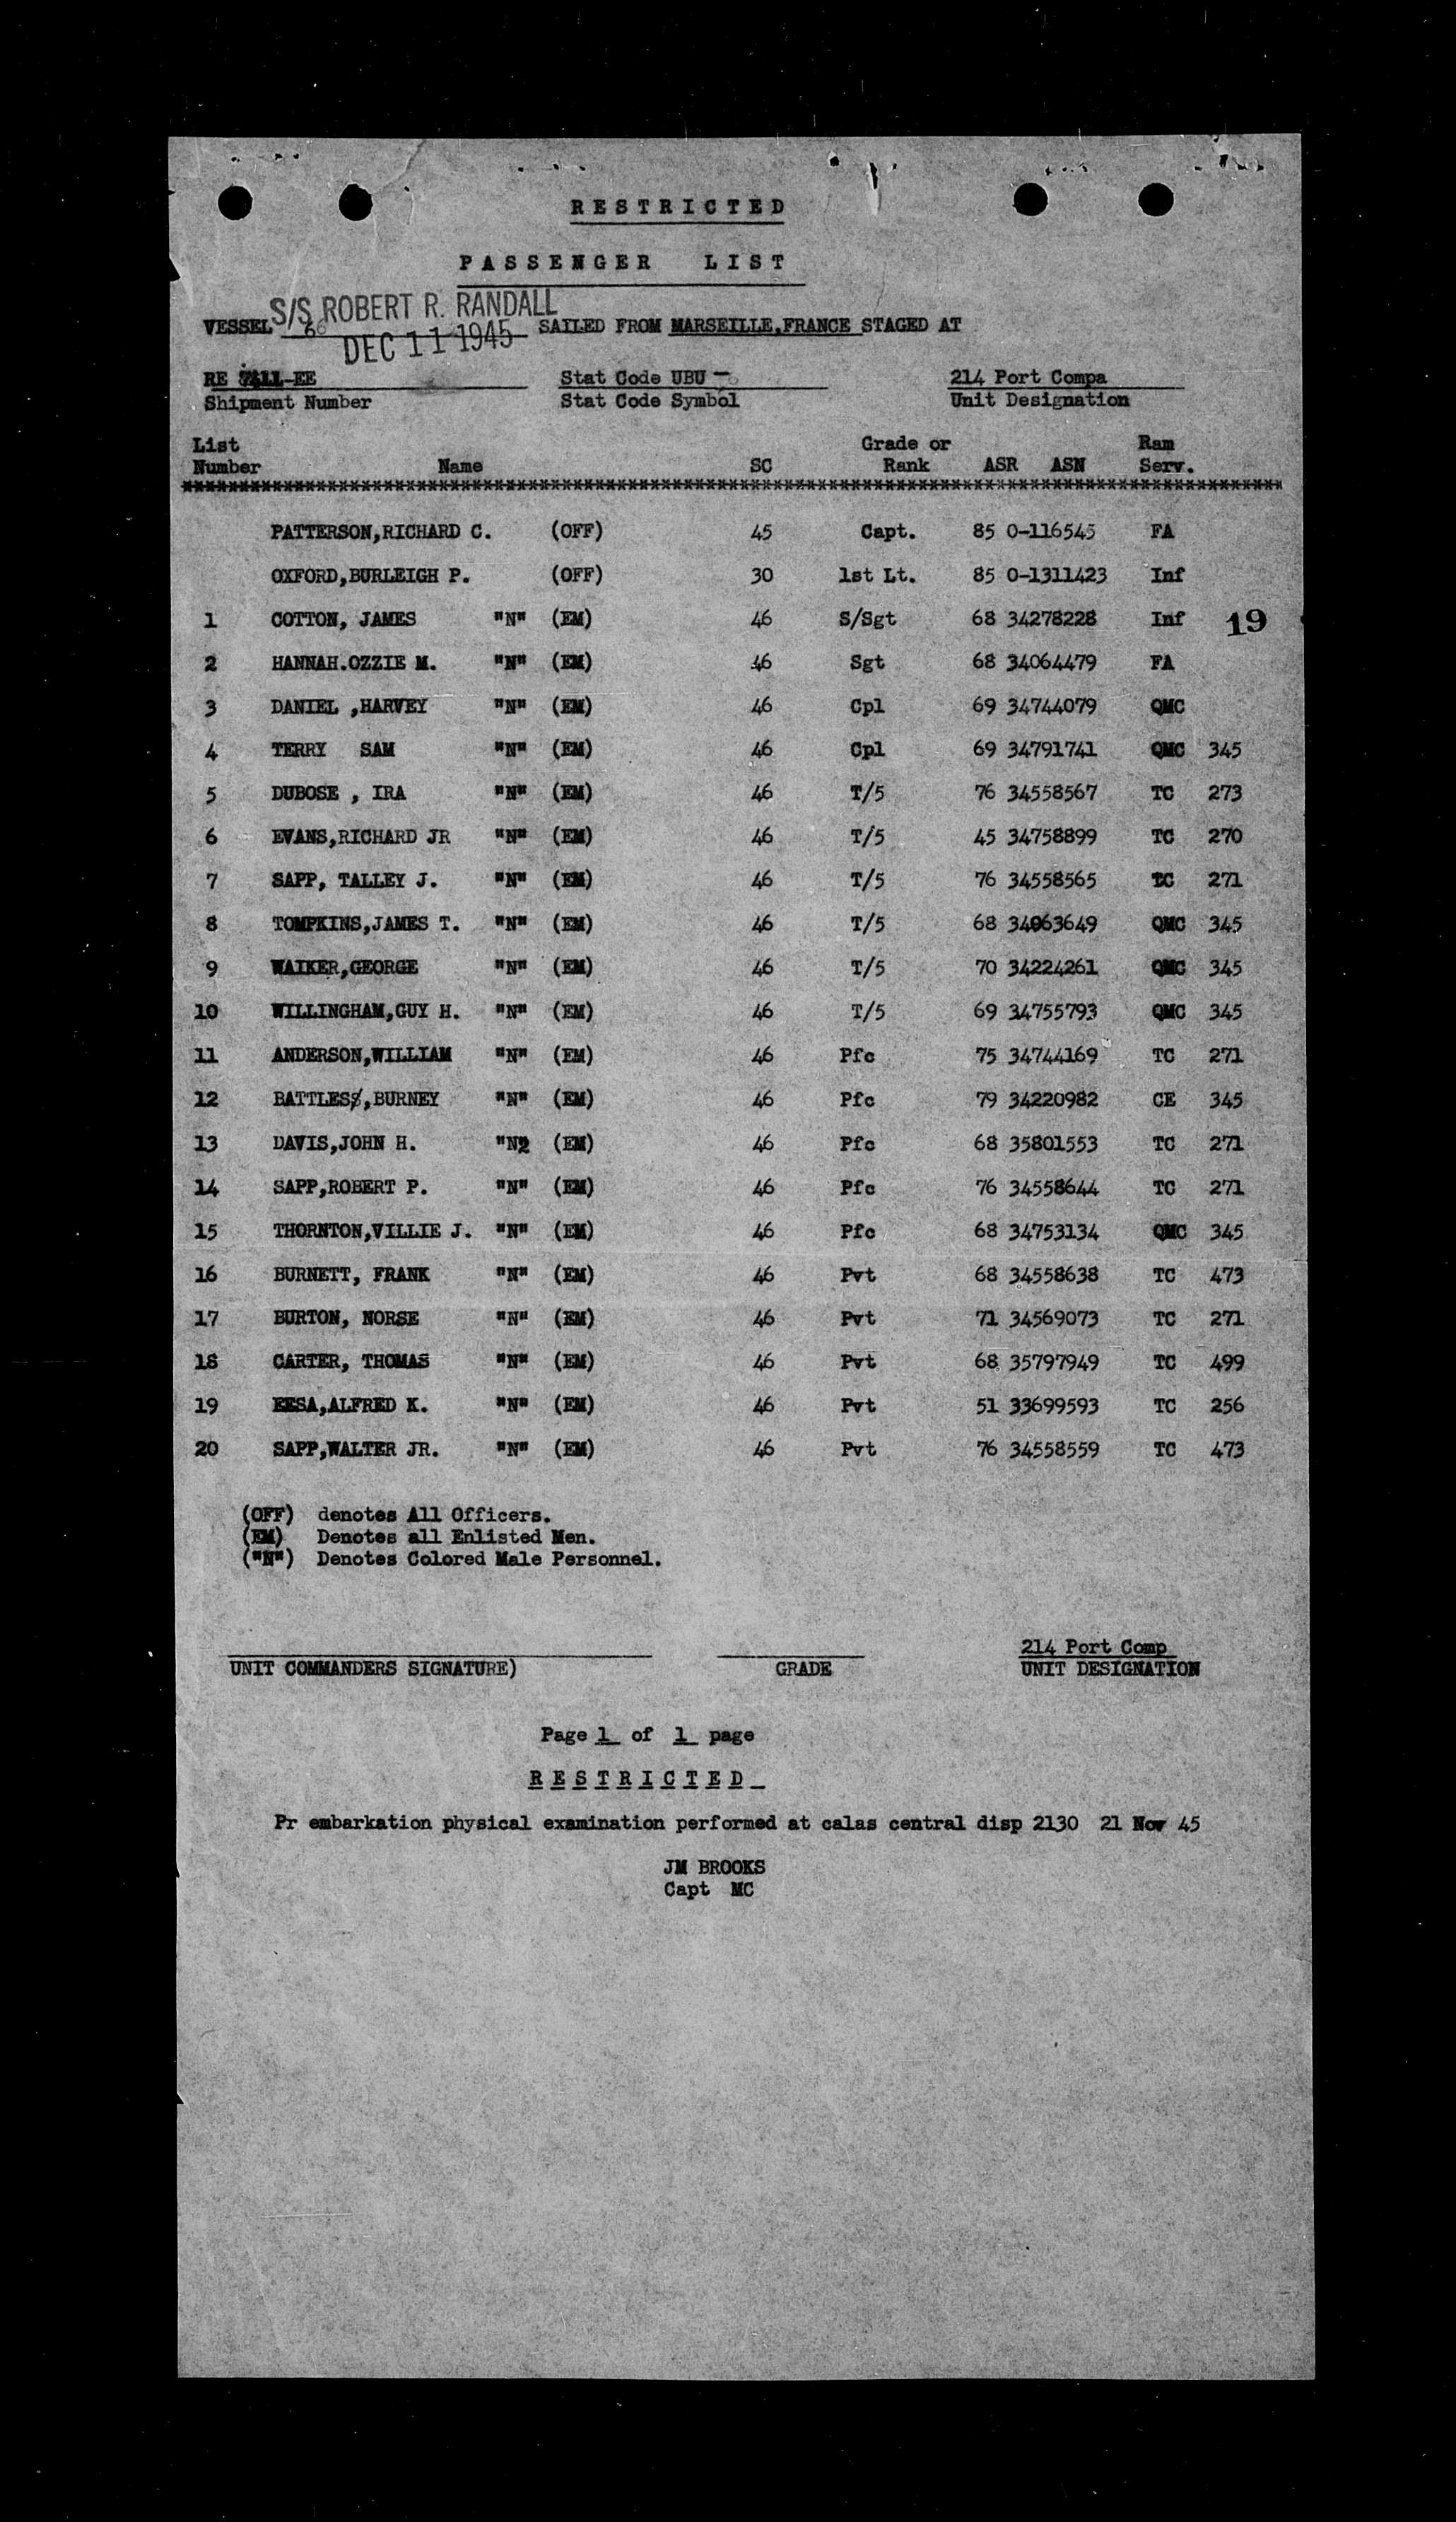 RESTRICTED
PASSENGER LIST
S/S ROBERT R. RANDALL
VESSEL SAILED FROM MARSEILLE,FRANCE STAGED AT
DEC 11 1945
RE -EE Stat Code UBU - 214 Port Compa
Shipment Number Stat Code Symbol Unit Designation
List Grade or Ram
Number Name SC Rank ASR ASN Serv.
PATTERSON,RICHARD C. (OFF) 45 Capt. 85 0-116545 FA
OXFORD,BURLEIGH P. (OFF) 30 1st Lt. 85 0-1311423 Inf
1 COTTON, JAMES "N" (EM) 46 S/Sgt 68 34278228 Inf 19
2 HANNAH.OZZIE M. "N" (EM) 46 Sgt 68 34064479 FA
3 DANIEL ,HARVEY "N" (EM) 46 Cpl 69 34744079 QMC
4 TERRY SAM "N" (EM) 46 Cpl 69 34791741 QMC 345
5 DUBOSE , IRA "N" (EM) 46 T/5 76 34558567 TC 273
6 EVANS,RICHARD JR "N" (EM) 46 T/5 45 34758899 TC 270
7 SAPP, TALLEY J. "N" (EM) 46 T/5 76 34558565 TC 271
8 TOMPKINS,JAMES T. "N" (EM) 46 T/5 68 34063649 QMC 345
9 WAIKER,GEORGE "N" (EM) 46 T/5 70 34224261 QMC 345
10 WILLINGHAM,GUY H. "N" (EM) 46 T/5 69 34755793 QMC 345
11 ANDERSON,WILLIAM "N" (EM) 46 Pfc 75 34744169 TC 271
12 BATTLES,BURNEY "N" (EM) 46 Pfc 79 34220982 CE 345
13 DAVIS,JOHN H. "N2 (EM) 46 Pfc 68 35801553 TC 271
14 SAPP,ROBERT P. "N" (EM) 46 Pfc 76 34558644 TC 271
15 THORNTON,VILLIE J. "N" (EM) 46 Pfc 68 34753134 QMC 345
16 BURNETT, FRANK "N" (EM) 46 Pvt 68 34558638 TC 473
17 BURTON, NORSE "N" (EM) 46 Pvt 71 34569073 TC 271
18 CARTER, THOMAS "N" (EM) 46 Pvt 68 35797949 TC 499
19 EESA,ALFRED K. "N" (EM) 46 Pvt 51 33699593 TC 256
20 SAPP,WALTER JR. "N" (EM) 46 Pvt 76 34558559 TC 473
(OFF) denotes All Officers.
(EM) Denotes all Enlisted Men.
("N") Denotes Colored Male Personnel.
214 Port Comp
UNIT COMMANDERS SIGNATURE) GRADE UNIT DESIGNATION
Page 1 of 1 page
RESTRICTED
Pr embarkation physical examination performed at calas central disp 2130 21 Nov 45
JM BROOKS
Capt MC